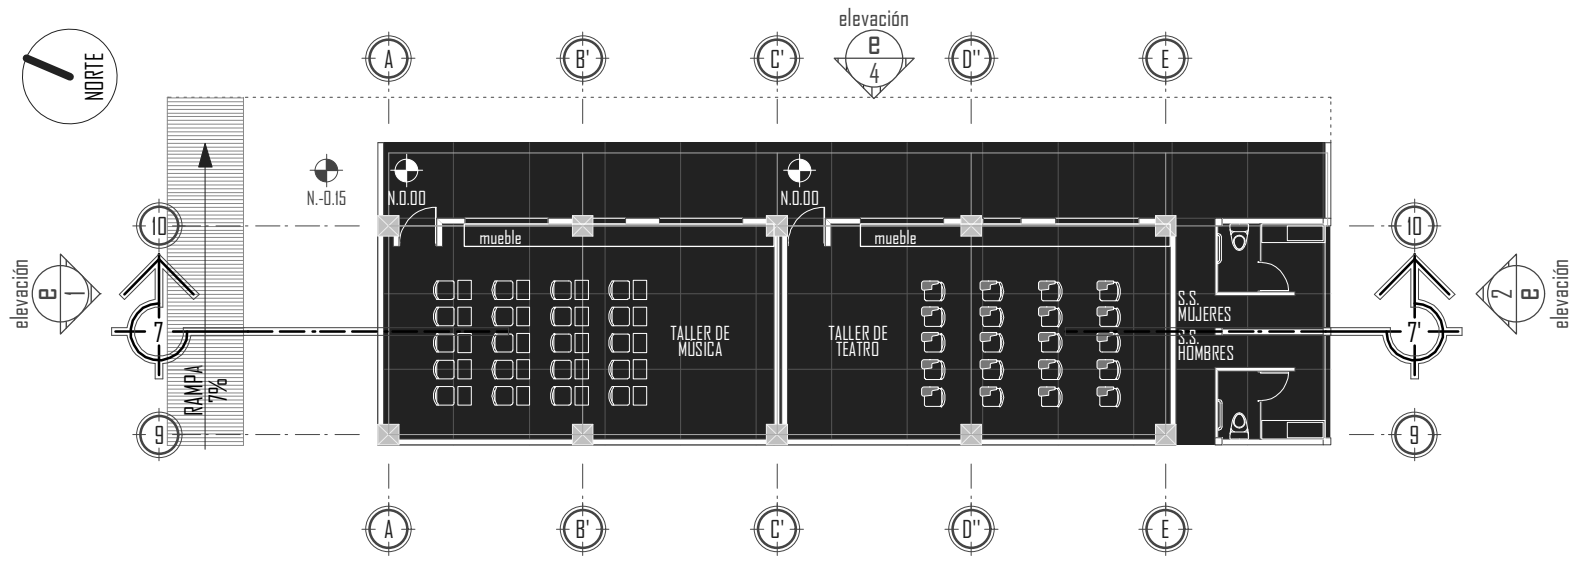 elevación
e
4
NORTE
A
B'
C'
D"
E
N.-0.15
N.0.00
N.0.00
10
10
mueble
mueble
elevación
e
1
elevación
2
e
S.S.
MUJERES
7
TALLER DE
MUSICA
TALLER DE
TEATRO
7'
S.S.
HOMBRES
RAMPA
7%
9
9
A
B'
C'
D"
E